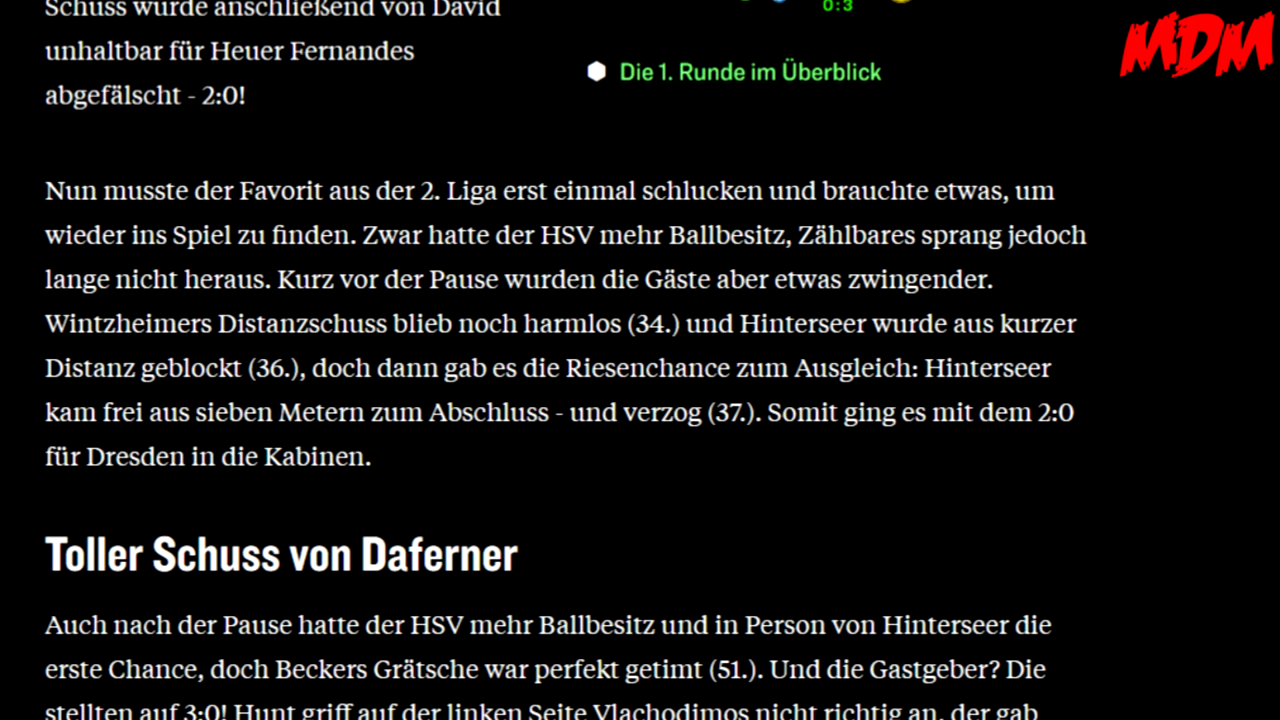 Schuss wurde anschließend von David
unhaltbar für Heuer Fernandes
abgefälscht - 2:0!
0:3
Die 1. Runde im Überblick
MDM
Nun musste der Favorit aus der 2. Liga erst einmal schlucken und brauchte etwas, um
wieder ins Spiel zu finden. Zwar hatte der HSV mehr Ballbesitz, Zählbares sprang jedoch
lange nicht heraus. Kurz vor der Pause wurden die Gäste aber etwas zwingender.
Wintzheimers Distanzschuss blieb noch harmlos (34.) und Hinterseer wurde aus kurzer
Distanz geblockt (36.), doch dann gab es die Riesenchance zum Ausgleich: Hinterseer
kam frei aus sieben Metern zum Abschluss - und verzog (37.). Somit ging es mit dem 2:0
für Dresden in die Kabinen.
Toller Schuss von Daferner
Auch nach der Pause hatte der HSV mehr Ballbesitz und in Person von Hinterseer die
erste Chance, doch Beckers Grätsche war perfekt getimt (51.). Und die Gastgeber? Die
stellten auf 3:0! Hunt griff auf der linken Seite Vlachodimos nicht richtig an, der gab